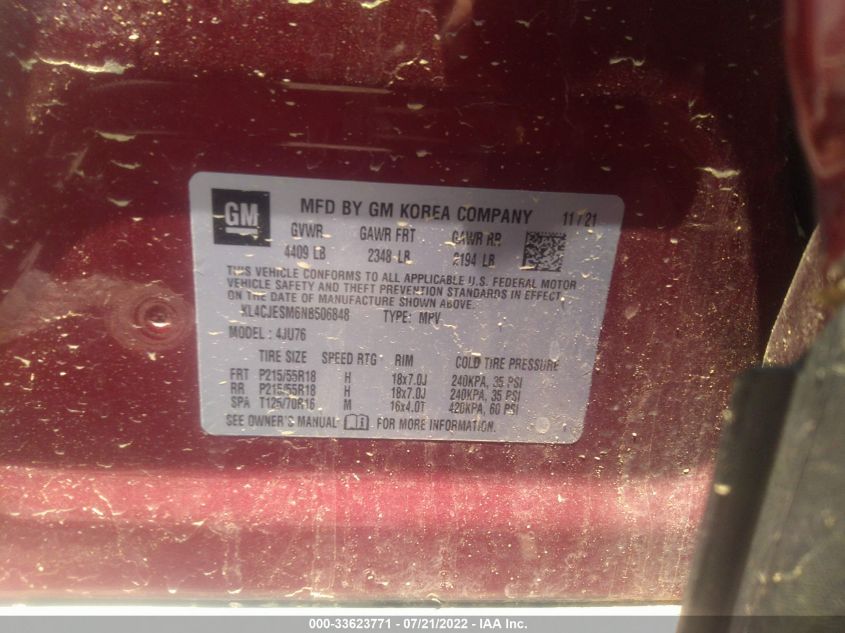 GM MFD BY GM KOREA COMPANY 11/21
GVWR GAWR FRT GAWR RR
4409 LB 2348 LB 2194 LB
THIS VEHICLE CONFORMS TO ALL APPLICABLE U.S. FEDERAL MOTOR
VEHICLE SAFETY AND THEFT PREVENTION STANDARDS IN EFFECT
ON THE DATE OF MANUFACTURE SHOWN ABOVE.
KL4CJESM6NB506848 TYPE: MPV
MODEL: 4JU76
TIRE SIZE SPEED RTG RIM COLD TIRE PRESSURE
FRT P215/55R18 H 18x7.0J 240KPA, 35 PSI
RR P215/55R18 H 18x7.0J 240KPA, 35 PSI
SPA T125/70R16 M 16x4.0T 420KPA, 60 PSI
SEE OWNER'S MANUAL FOR MORE INFORMATION.
000-33623771 - 07/21/2022 - IAA Inc.